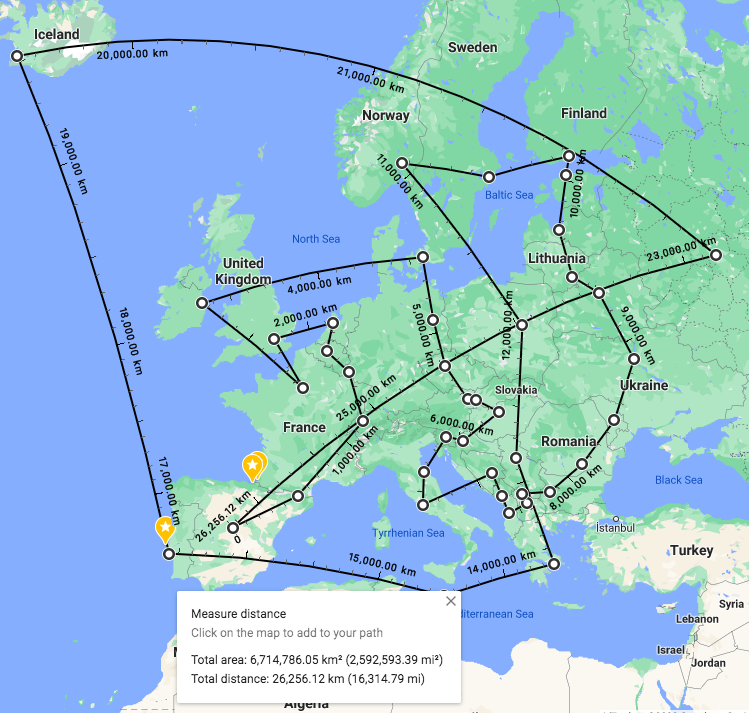 Iceland
20,000.00 km
Sweden
21,000.00 km
Finland
Norway
19,000.00 km
11,000.00 km
10,000.00 km
Baltic Sea
North Sea
23,000.00 km
Lithuania
United
Kingdom
4,000.00 km
2,000.00 km
18,000.00 km
5,000.00 km
12,000.00 km
9,000.00 km
Slovakia
Ukraine
25,000.00 km
France
6,000.00 km
1,000.00 km
Romania
17,000.00 km
8,000.00 km
Black Sea
26,256.12 km
0
Tyrrhenian Sea
İstanbul
Turkey
15,000.00 km
14,000.00 km
Syria
Lebanon
Israel
Jordan
diterranean Sea
Measure distance
Click on the map to add to your path
Total area: 6,714,786.05 km² (2,592,593.39 mi²)
Total distance: 26,256.12 km (16,314.79 mi)
Algeria